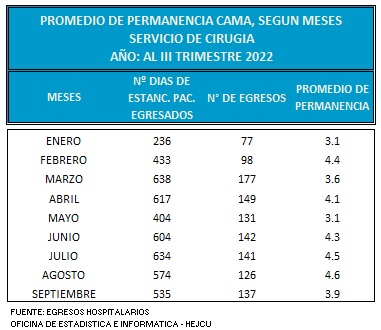 PROMEDIO DE PERMANENCIA CAMA, SEGUN MESES
SERVICIO DE CIRUGIA
AÑO: AL III TRIMESTRE 2022
MESES Nº DIAS DE ESTANC. PAC. EGRESADOS N° DE EGRESOS PROMEDIO DE PERMANENCIA
ENERO 236 77 3.1
FEBRERO 433 98 4.4
MARZO 638 177 3.6
ABRIL 617 149 4.1
MAYO 404 131 3.1
JUNIO 604 142 4.3
JULIO 634 141 4.5
AGOSTO 574 126 4.6
SEPTIEMBRE 535 137 3.9
FUENTE: EGRESOS HOSPITALARIOS
OFICINA DE ESTADISTICA E INFORMATICA - HEJCU